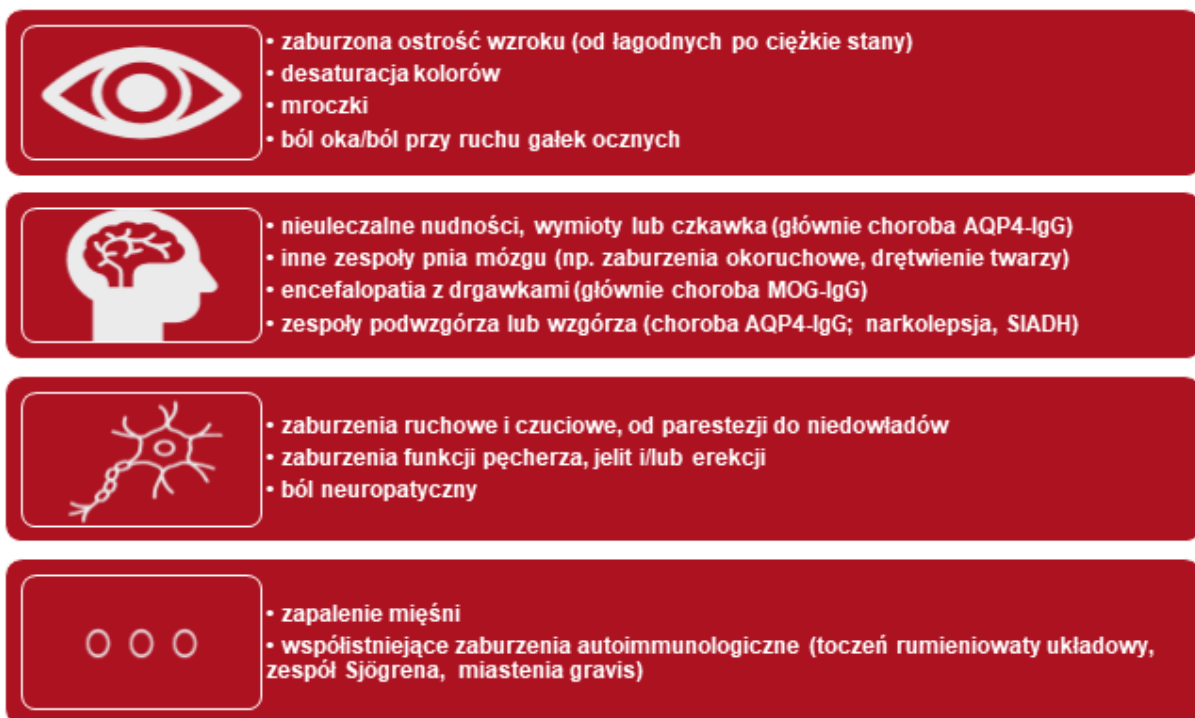 • zaburzona ostrość wzroku (od łagodnych po ciężkie stany)
• desaturacja kolorów
• mroczki
• ból oka/ból przy ruchu gałek ocznych
• nieuleczalne nudności, wymioty lub czkawka (głównie choroba AQP4-IgG)
• inne zespoły pnia mózgu (np. zaburzenia okoruchowe, drętwienie twarzy)
• encefalopatia z drgawkami (głównie choroba MOG-IgG)
• zespoły podwzgórza lub wzgórza (choroba AQP4-IgG; narkolepsja, SIADH)
• zaburzenia ruchowe i czuciowe, od parestezji do niedowładów
• zaburzenia funkcji pęcherza, jelit i/lub erekcji
• ból neuropatyczny
• zapalenie mięśni
• współistniejące zaburzenia autoimmunologiczne (toczeń rumieniowaty układowy,
zespół Sjögrena, miastenia gravis)